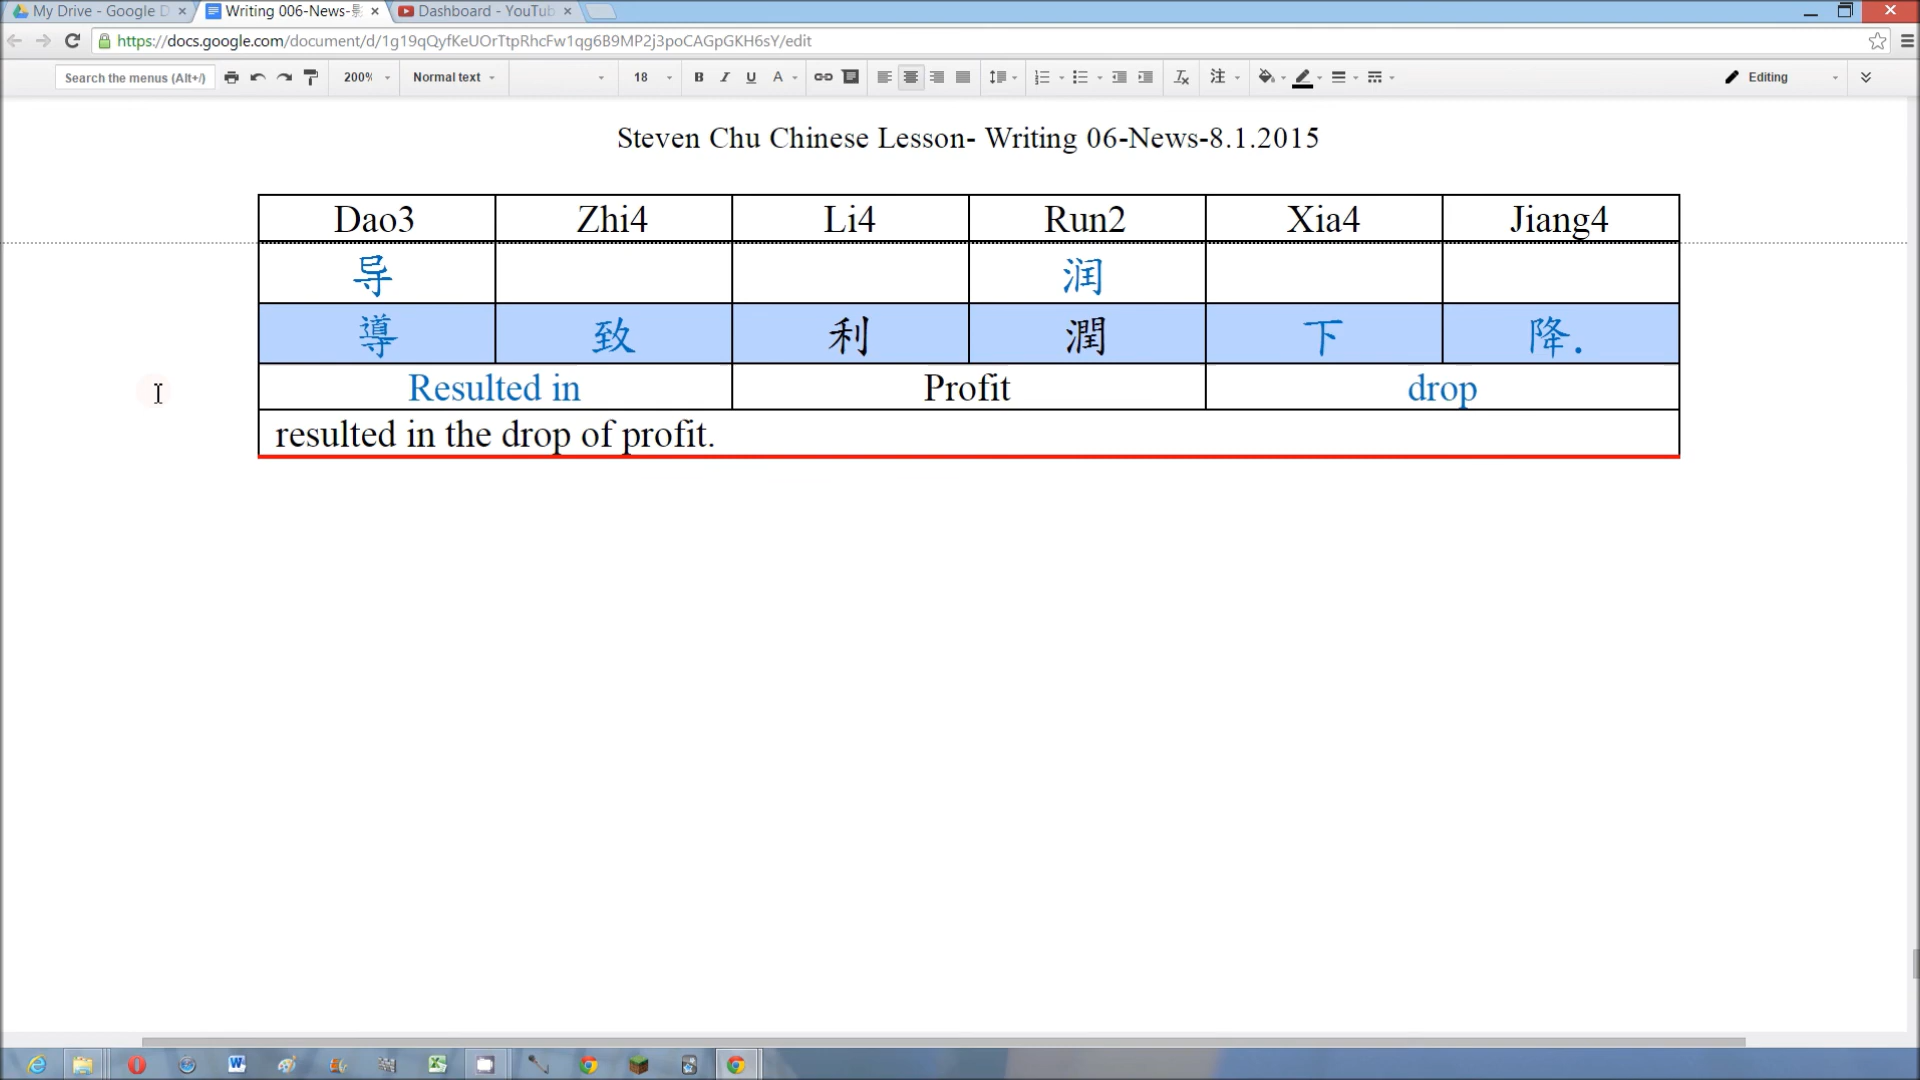 My Drive - Google D
Writing 006-News-影
Dashboard - YouTub
https://docs.google.com/document/d/1g19qQyfKeUOrTtpRhcFw1qg6B9MP2j3poCAGpGKH6sY/edit
Search the menus (Alt+/) 200% Normal text 18 B I U A 注 Editing
Steven Chu Chinese Lesson- Writing 06-News-8.1.2015
Dao3 Zhi4 Li4 Run2 Xia4 Jiang4
导 润
導 致 利 潤 下 降.
Resulted in Profit drop
resulted in the drop of profit.